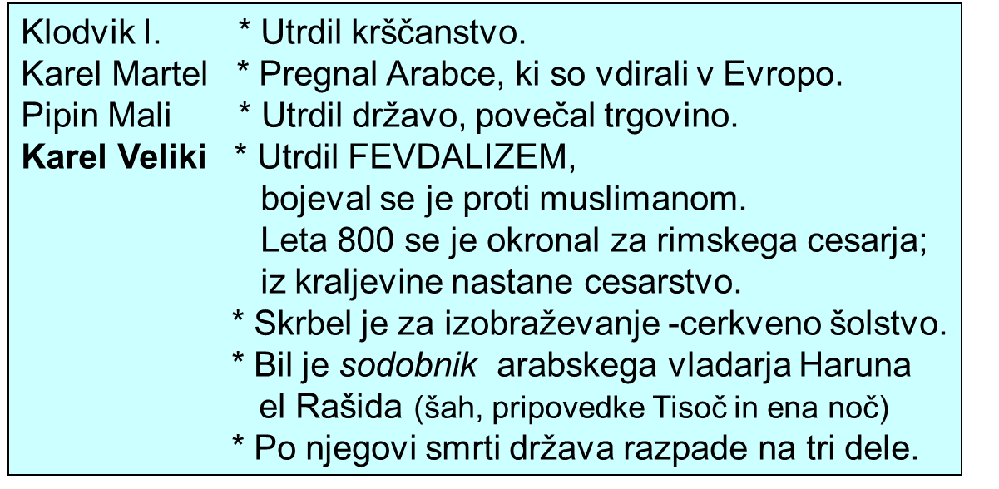 Klodvik I. * Utrdil krščanstvo.
Karel Martel * Pregnal Arabce, ki so vdirali v Evropo.
Pipin Mali * Utrdil državo, povečal trgovino.
Karel Veliki * Utrdil FEVDALIZEM,
bojeval se je proti muslimanom.
Leta 800 se je okronal za rimskega cesarja;
iz kraljevine nastane cesarstvo.
* Skrbel je za izobraževanje -cerkveno šolstvo.
* Bil je sodobnik arabskega vladarja Haruna
el Rašida (šah, pripovedke Tisoč in ena noč)
* Po njegovi smrti država razpade na tri dele.